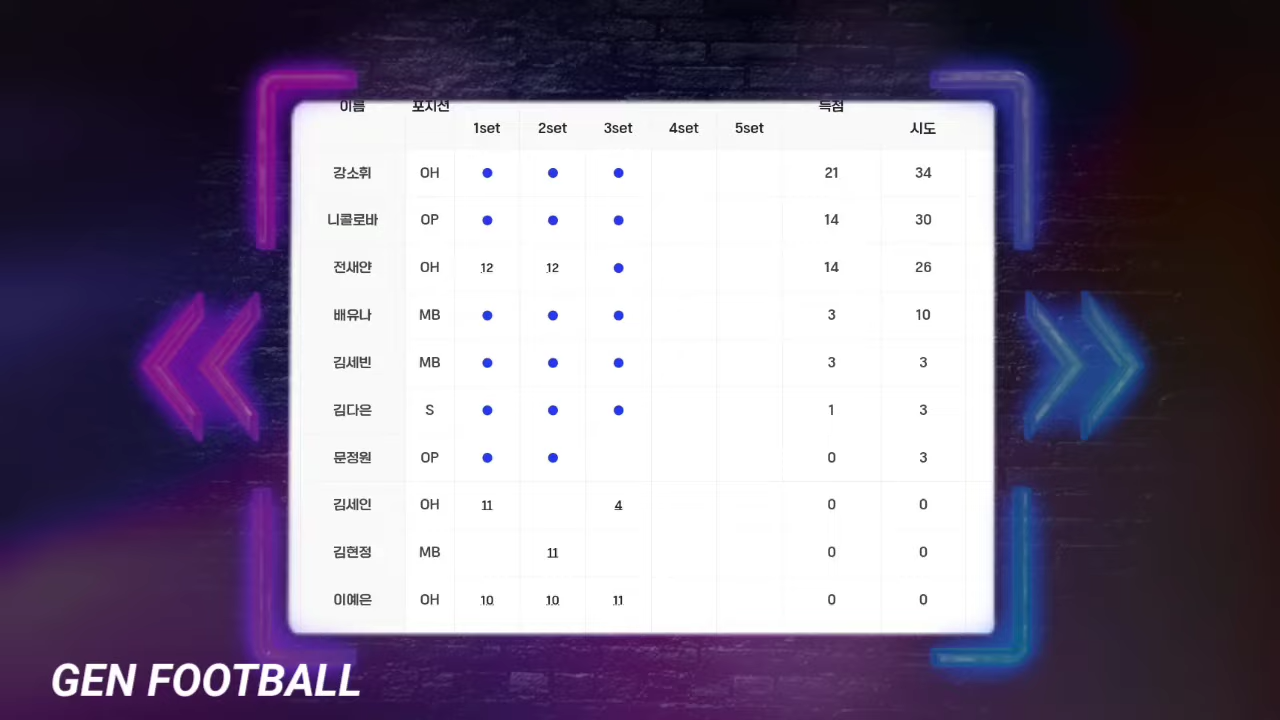 이름 포지션 득점
1set 2set 3set 4set 5set 시도
강소휘 OH 21 34
니콜로바 OP 14 30
전새얀 OH 12 12 14 26
배유나 MB 3 10
김세빈 MB 3 3
김다은 S 1 3
문정원 OP 0 3
김세인 OH 11 4 0 0
김현정 MB 11 0 0
이예은 OH 10 10 11 0 0
GEN FOOTBALL